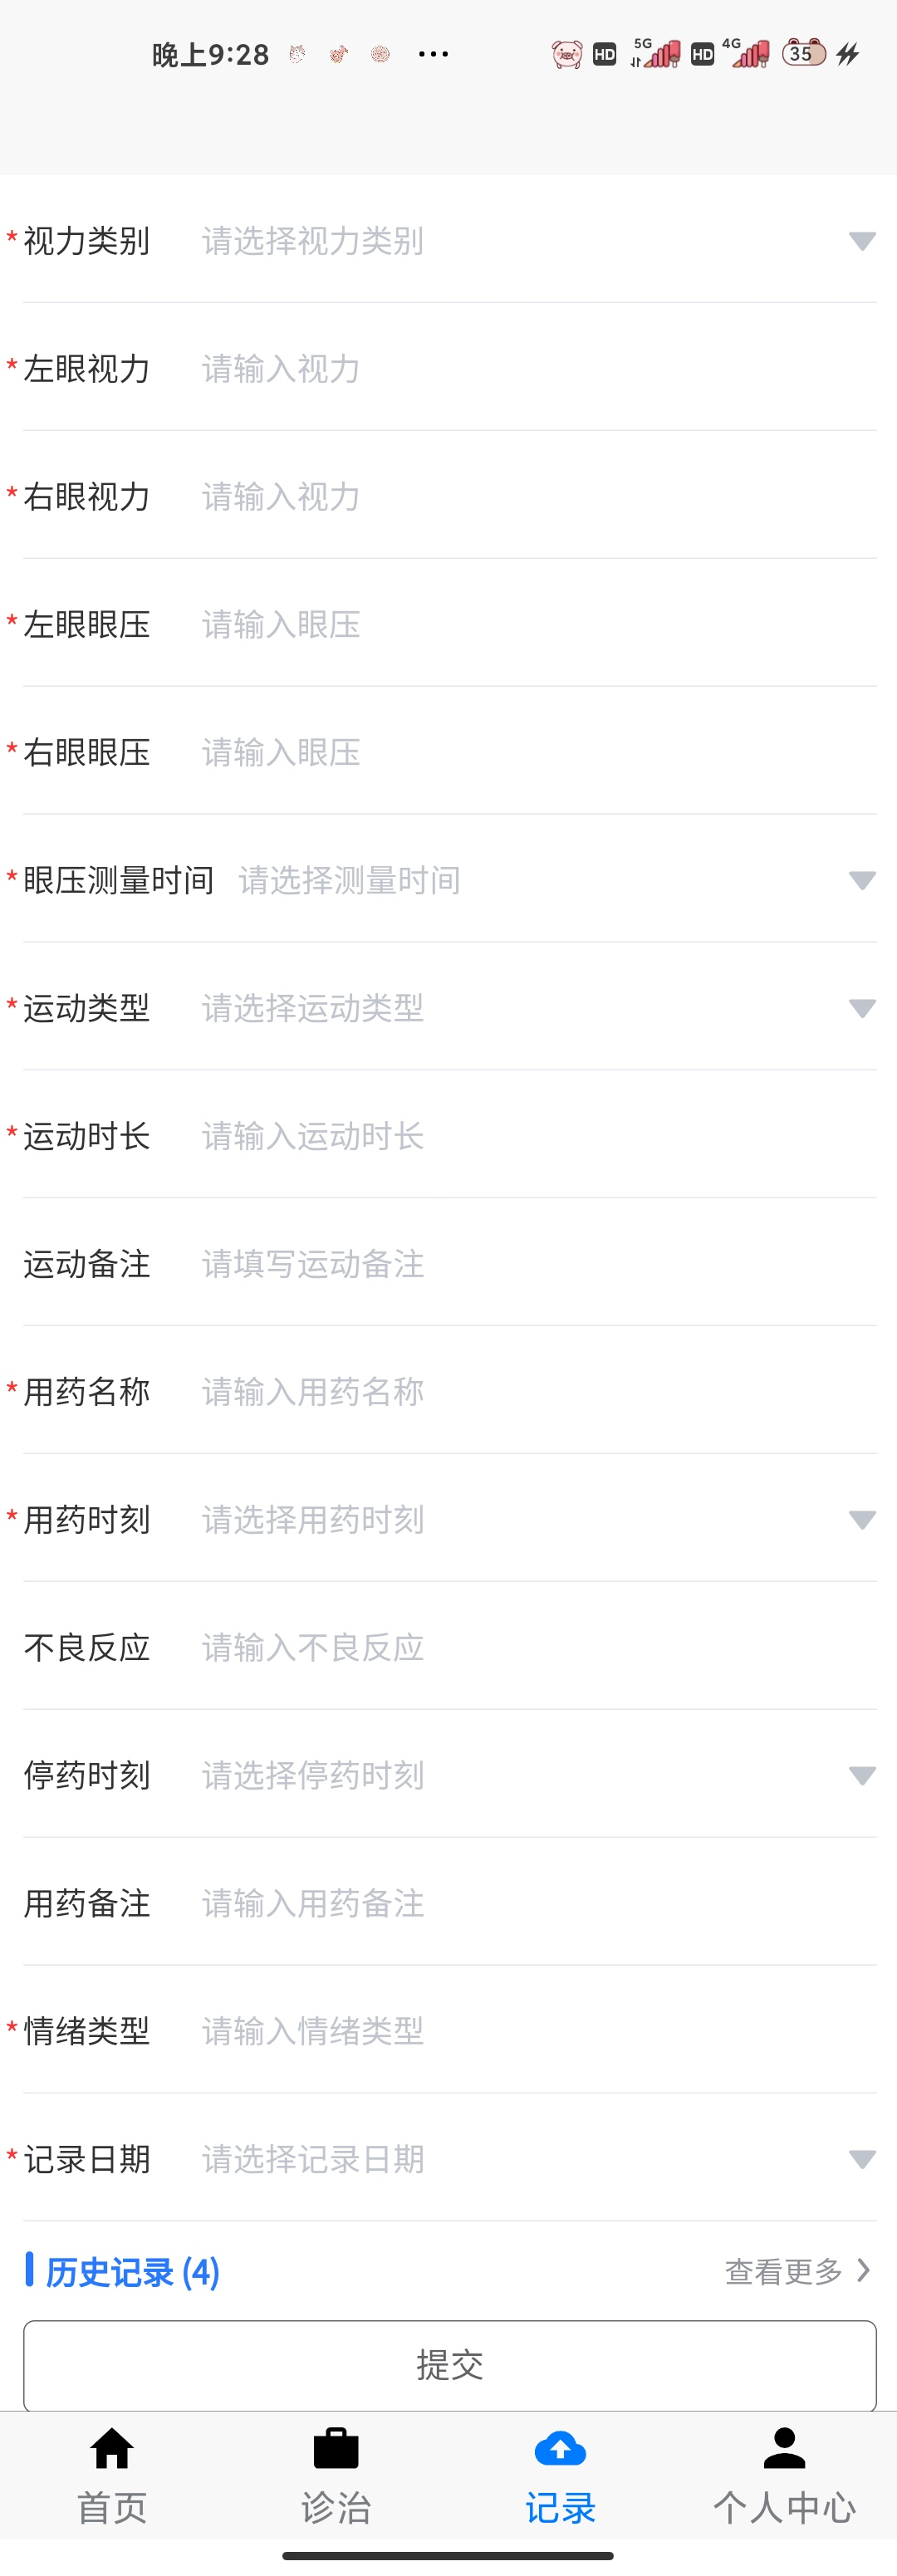 晚上9:28 ... HD 5G HD 4G 35
* 视力类别 请选择视力类别
* 左眼视力 请输入视力
* 右眼视力 请输入视力
* 左眼眼压 请输入眼压
* 右眼眼压 请输入眼压
* 眼压测量时间 请选择测量时间
* 运动类型 请选择运动类型
* 运动时长 请输入运动时长
运动备注 请填写运动备注
* 用药名称 请输入用药名称
* 用药时刻 请选择用药时刻
不良反应 请输入不良反应
停药时刻 请选择停药时刻
用药备注 请输入用药备注
* 情绪类型 请输入情绪类型
* 记录日期 请选择记录日期
历史记录 (4) 查看更多
提交
首页 诊治 记录 个人中心